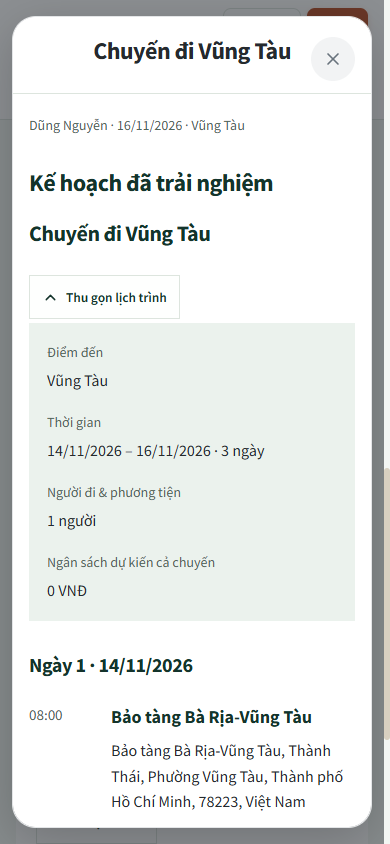 Chuyến đi Vũng Tàu
Dũng Nguyễn · 16/11/2026 · Vũng Tàu
Kế hoạch đã trải nghiệm
Chuyến đi Vũng Tàu
Thu gọn lịch trình
Điểm đến
Vũng Tàu
Thời gian
14/11/2026 – 16/11/2026 · 3 ngày
Người đi & phương tiện
1 người
Ngân sách dự kiến cả chuyến
0 VNĐ
Ngày 1 · 14/11/2026
08:00
Bảo tàng Bà Rịa-Vũng Tàu
Bảo tàng Bà Rịa-Vũng Tàu, Thành
Thái, Phường Vũng Tàu, Thành phố
Hồ Chí Minh, 78223, Việt Nam